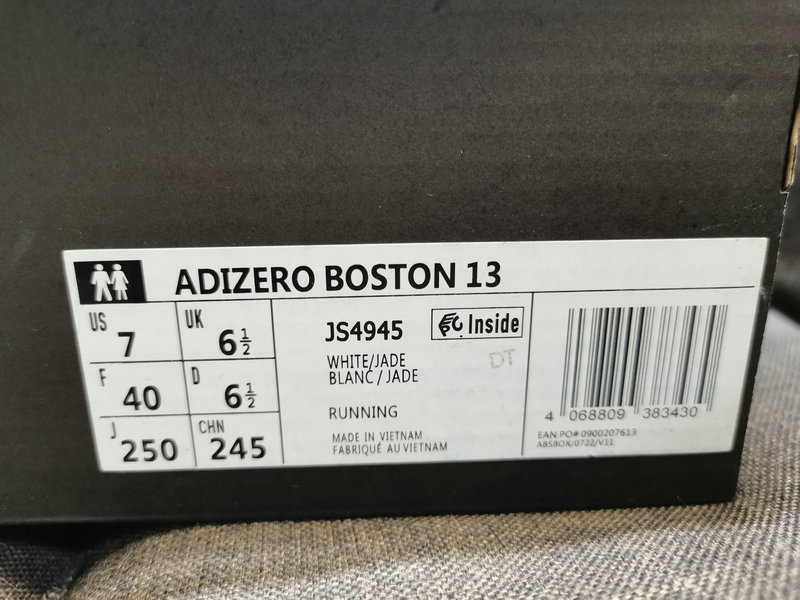 ADIZERO BOSTON 13
US 7 UK 6½
F 40 D 6½
J 250 CHN 245
JS4945
Inside
WHITE/JADE
BLANC/JADE
DT
RUNNING
MADE IN VIETNAM
FABRIQUÉ AU VIETNAM
4 068809 383430
EAN PO# 0900207613
ABSBOX/0722/V11